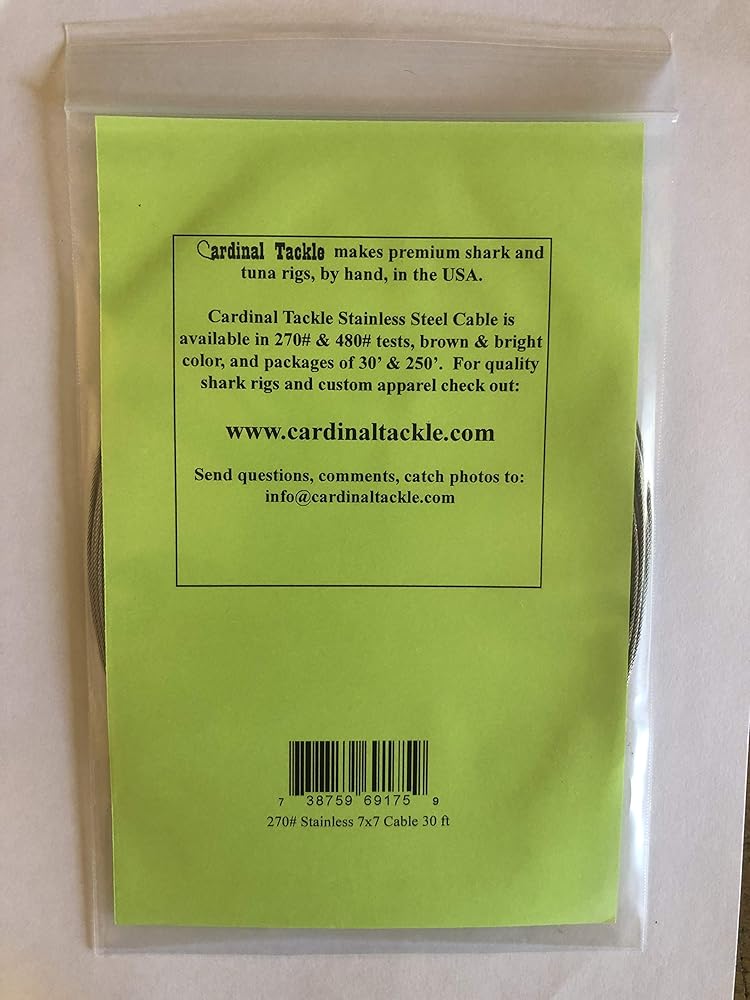 Cardinal Tackle makes premium shark and
tuna rigs, by hand, in the USA.
Cardinal Tackle Stainless Steel Cable is
available in 270# & 480# tests, brown & bright
color, and packages of 30' & 250'. For quality
shark rigs and custom apparel check out:
www.cardinaltackle.com
Send questions, comments, catch photos to:
info@cardinaltackle.com
7 38759 69175 9
270# Stainless 7x7 Cable 30 ft